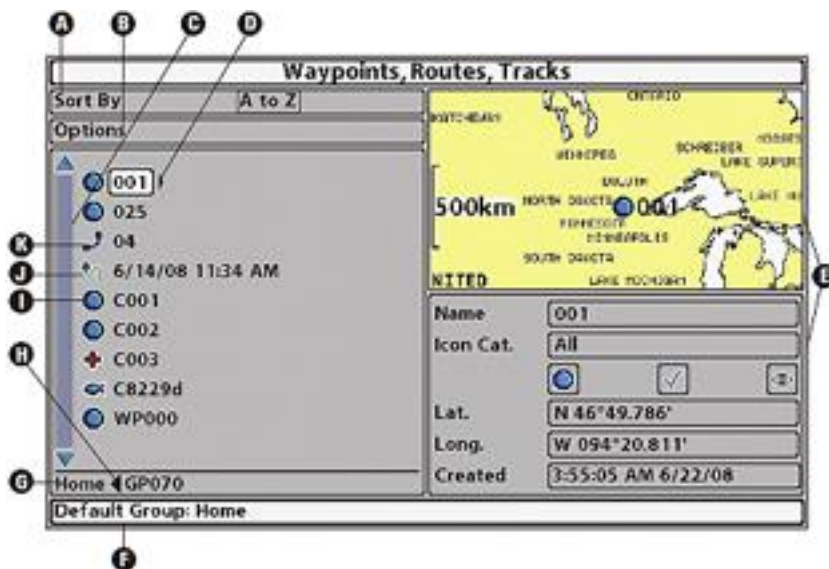 A
B
C
D
Waypoints, Routes, Tracks
Sort By A to Z
Options
001
025
K
04
J
6/14/08 11:34 AM
I
C001
C002
C003
C8229d
H
WP000
G
Home GP070
Default Group: Home
F
ONTARIO
WINNIPEG
SCHREIBER
LAKE SUPERI
DULUTH
500km
NORTH DAKOTA
001
MINNESOTA
MINNEAPOLIS
SOUTH DAKOTA
NITED
LAKE MICHIGAN
E
Name 001
Icon Cat. All
Lat. N 46°49.786'
Long. W 094°20.811'
Created 3:55:05 AM 6/22/08